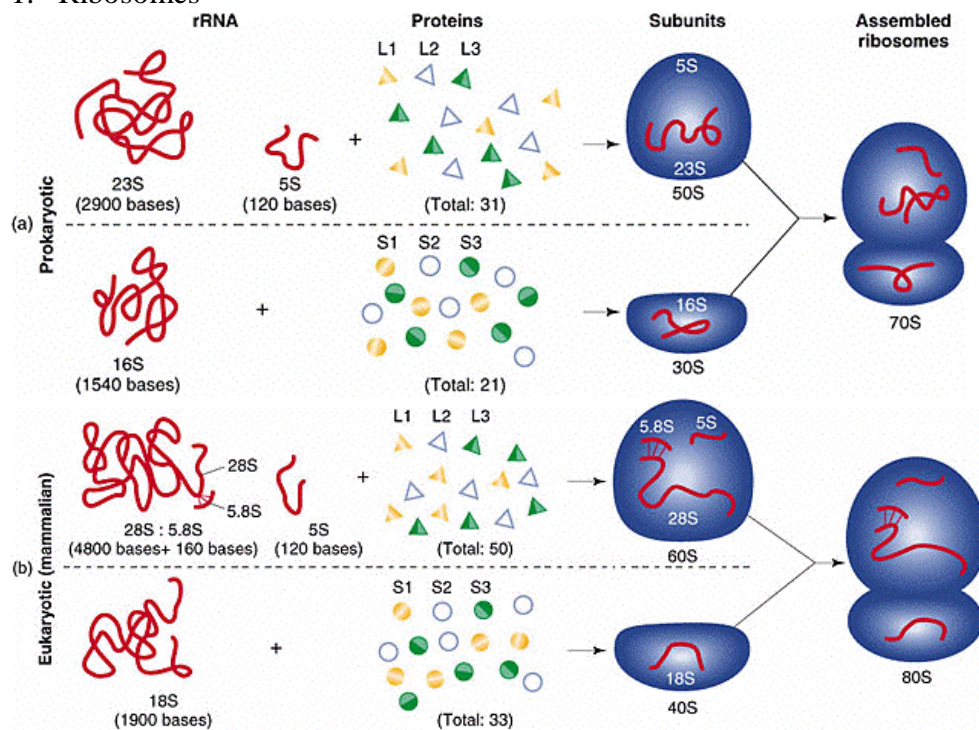 1. Ribosomes
rRNA
Proteins
Subunits
Assembled
ribosomes
(a)
Prokaryotic
23S
(2900 bases)
5S
(120 bases)
+
L1 L2 L3
(Total: 31)
5S
23S
50S
16S
(1540 bases)
+
S1 S2 S3
(Total: 21)
16S
30S
70S
(b)
Eukaryotic (mammalian)
28S
5.8S
28S : 5.8S
(4800 bases+ 160 bases)
5S
(120 bases)
+
L1 L2 L3
(Total: 50)
5.8S
5S
28S
60S
18S
(1900 bases)
+
S1 S2 S3
(Total: 33)
18S
40S
80S